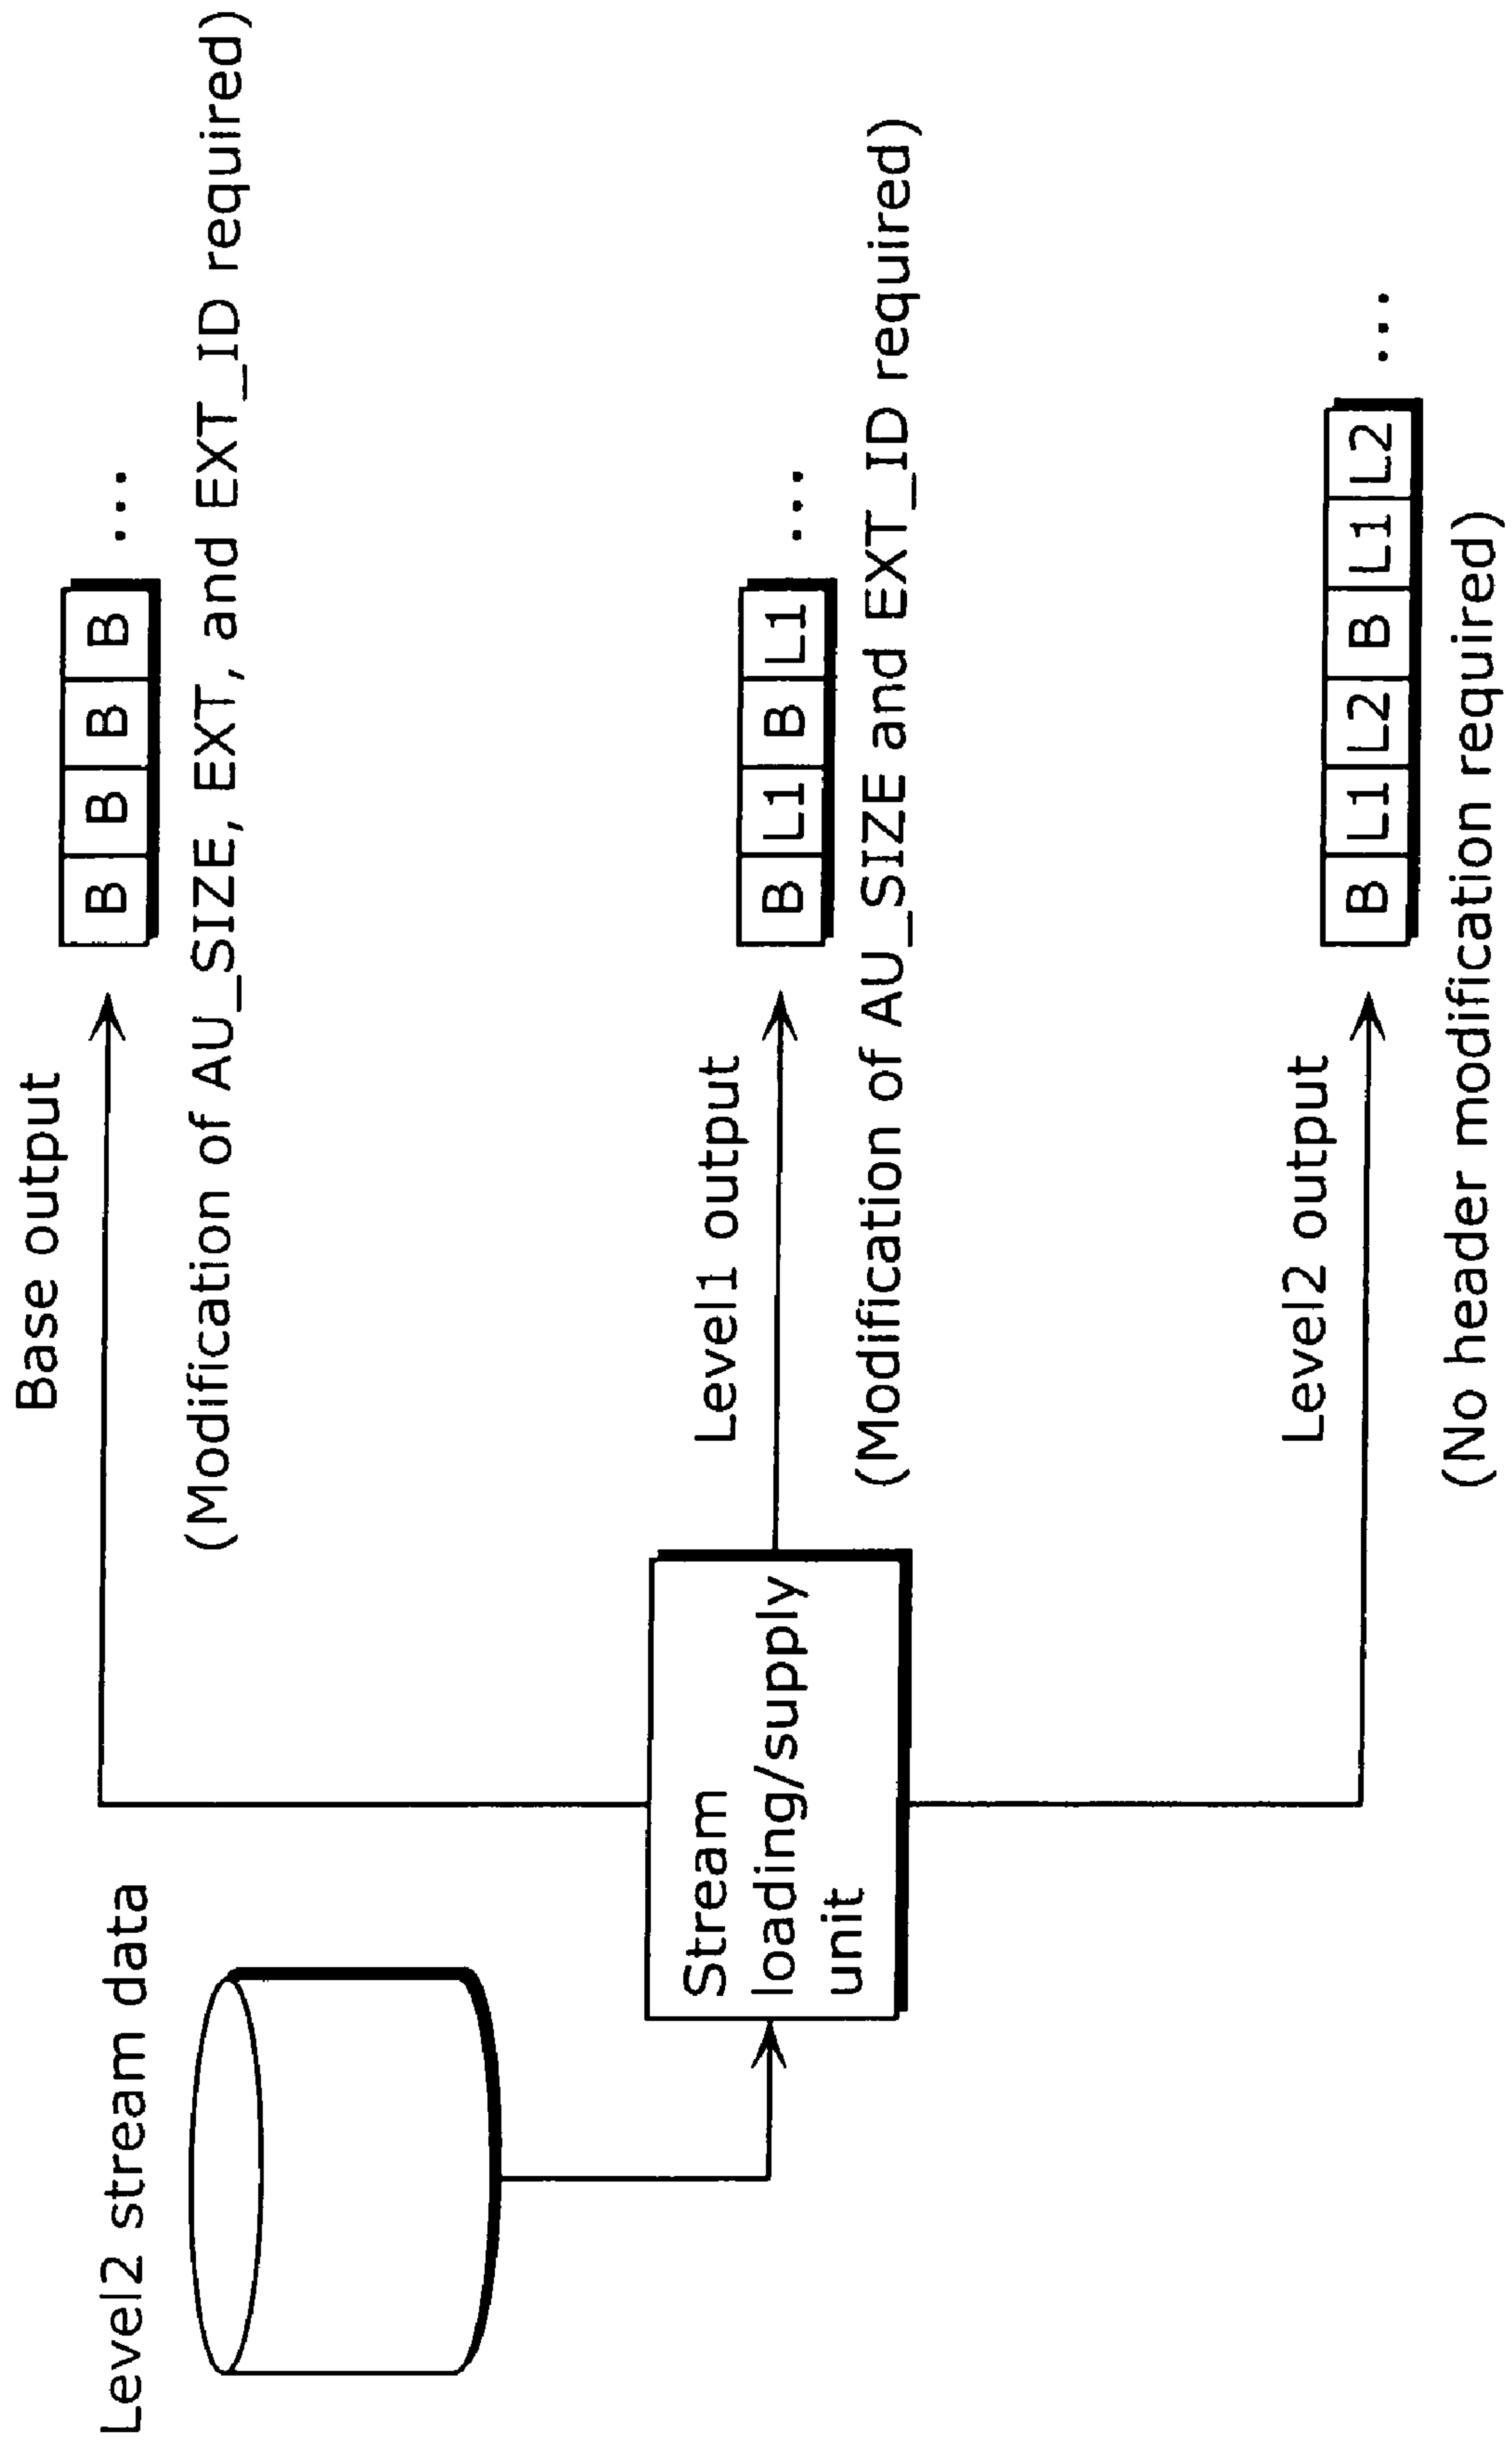 Level2 stream data
Stream
loading/supply
unit
Base output
B B B B ...
(Modification of AU_SIZE, EXT, and EXT_ID required)
Level1 output
B L1 B L1 ...
(Modification of AU_SIZE and EXT_ID required)
Level2 output
B L1 L2 B L1 L2 ...
(No header modification required)